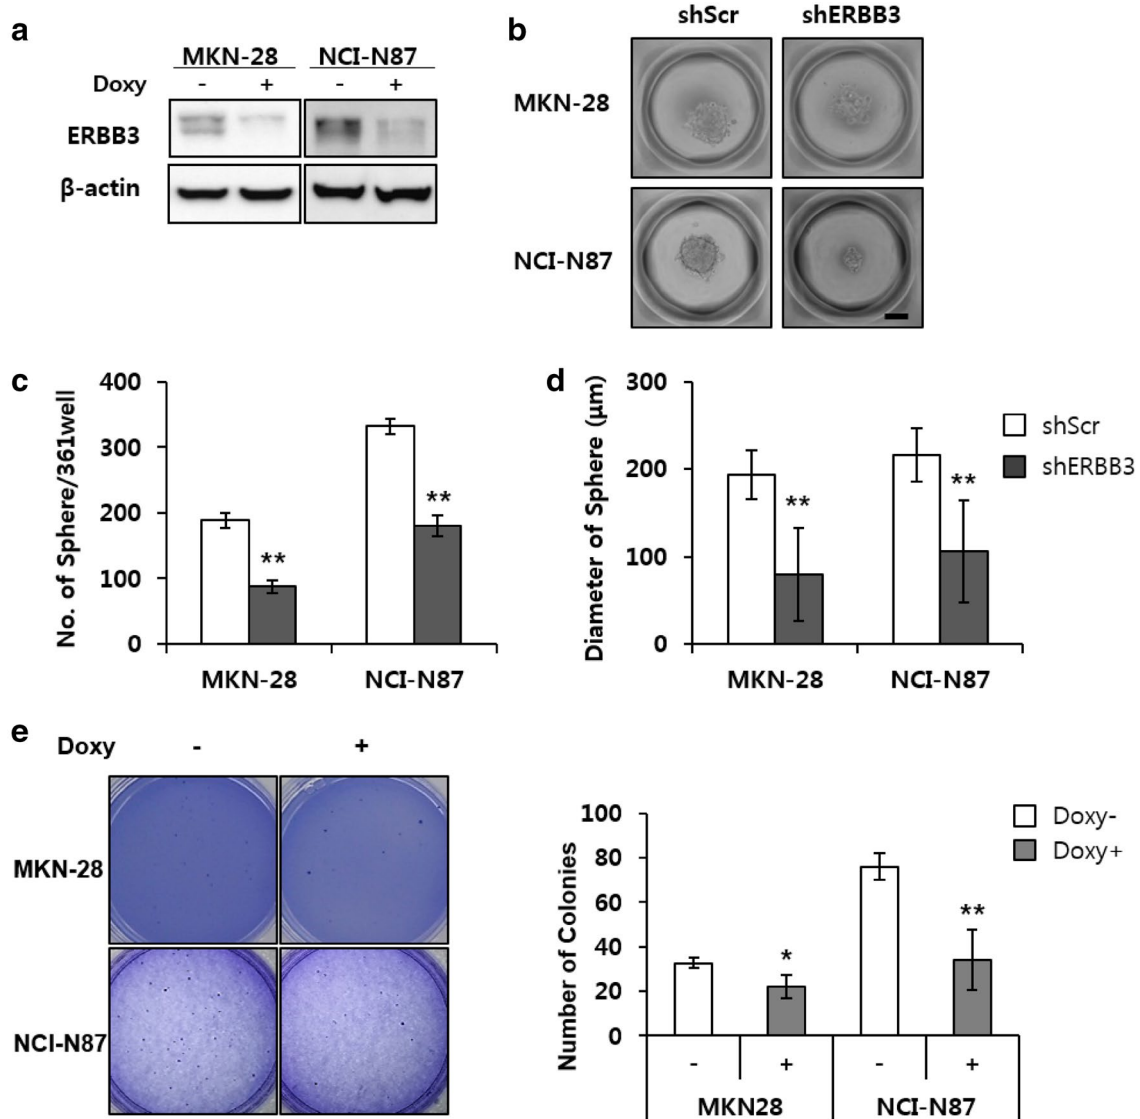 a
MKN-28 NCI-N87
Doxy - + - +
ERBB3
β-actin
b
shScr shERBB3
MKN-28
NCI-N87
c
No. of Sphere/361well
400
300
200
100
0
**
**
MKN-28 NCI-N87
d
Diameter of Sphere (μm)
300
200
100
0
**
**
MKN-28 NCI-N87
shScr
shERBB3
e
Doxy - +
MKN-28
NCI-N87
Number of Colonies
100
80
60
40
20
0
*
**
- + - +
MKN28 NCI-N87
Doxy-
Doxy+